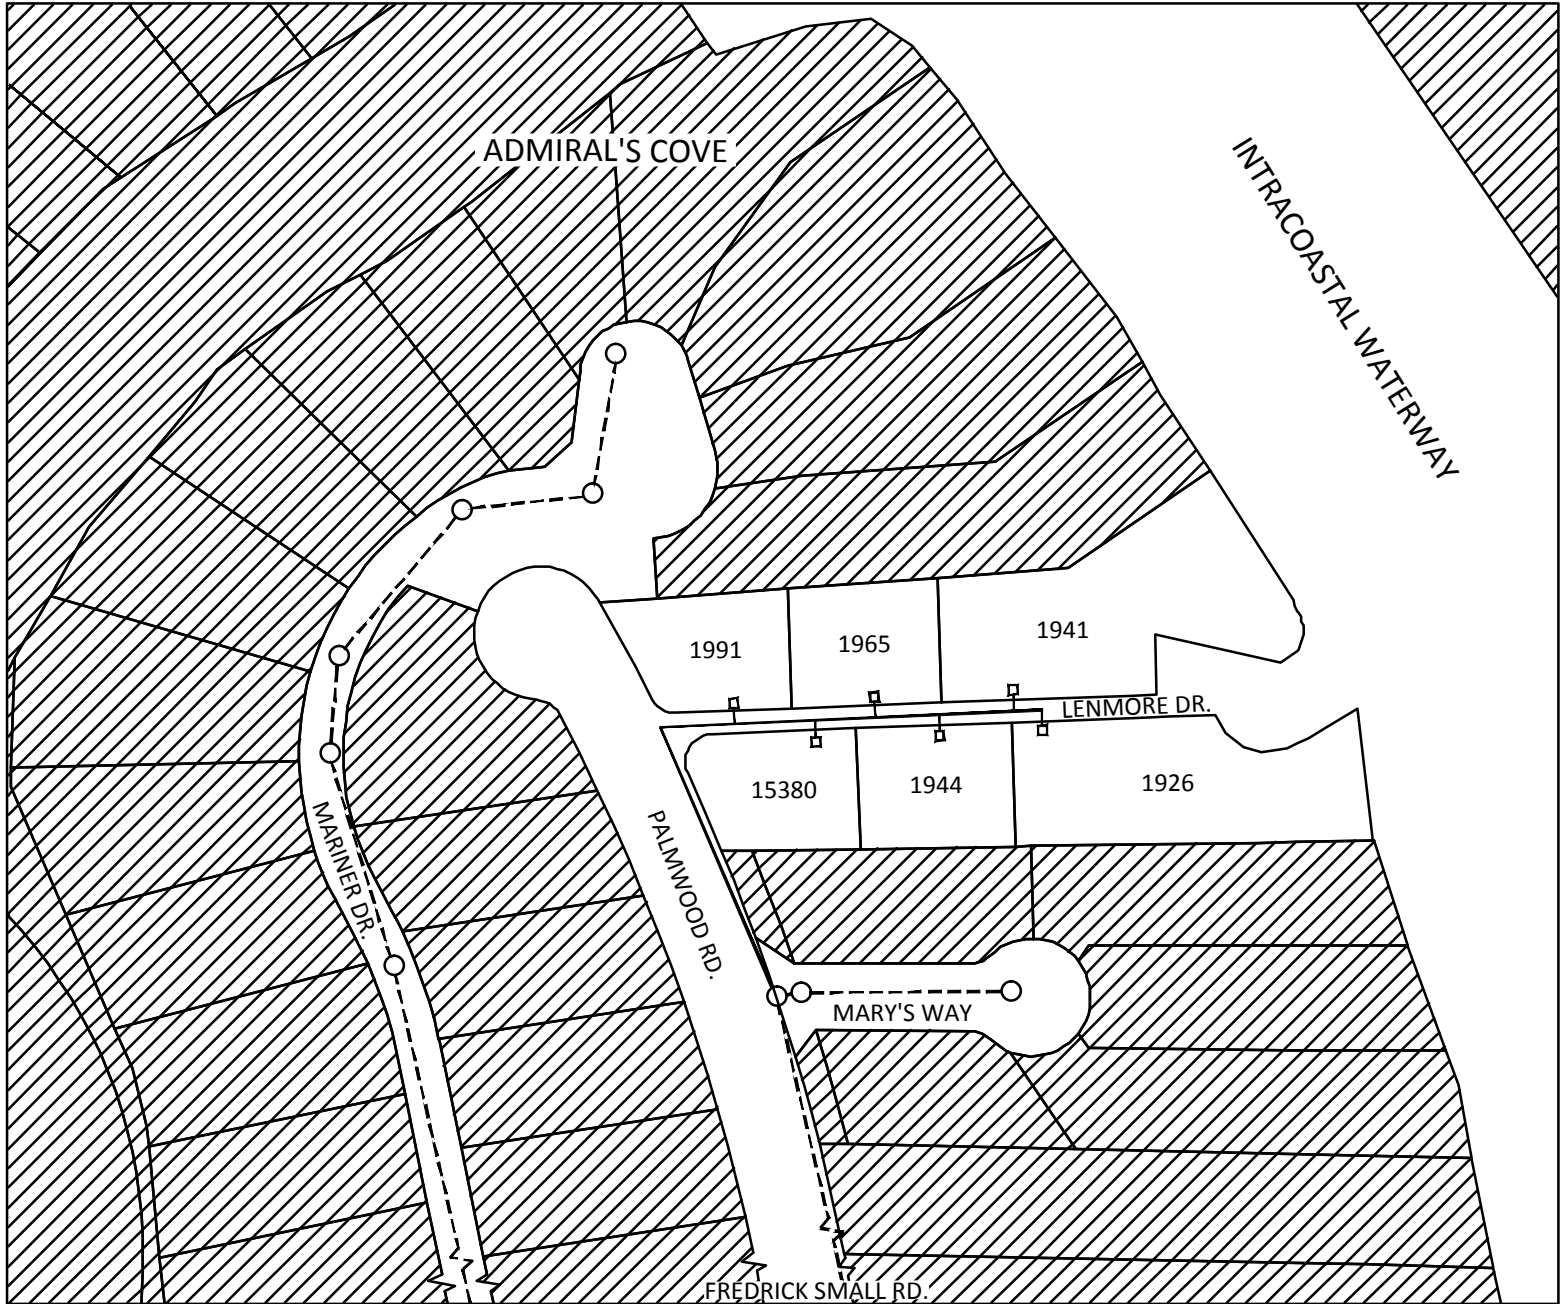 ADMIRAL'S COVE
INTRACOASTAL WATERWAY
1991
1965
1941
LENMORE DR.
15380
1944
1926
MARINER DR.
PALMWOOD RD.
MARY'S WAY
FREDRICK SMALL RD.